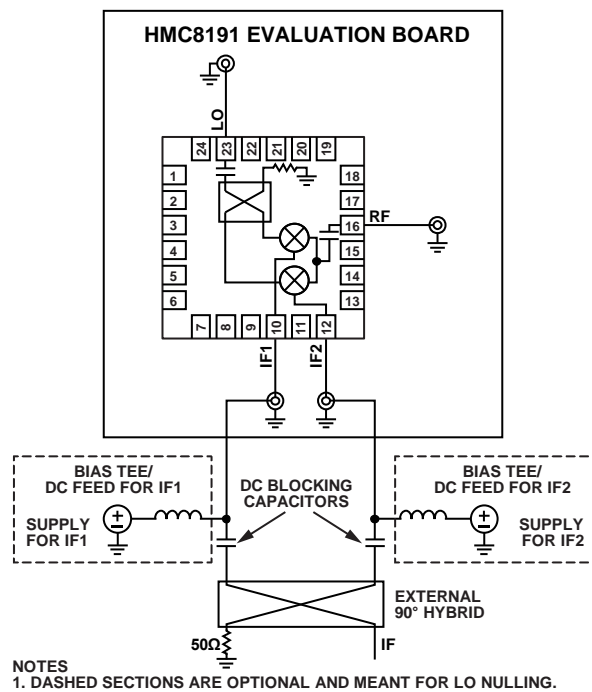 HMC8191 EVALUATION BOARD
LO
24 23 22 21 20 19
1
2
3
4
5
6
18
17
16
15
14
13
RF
7 8 9 10 11 12
IF1
IF2
BIAS TEE/
DC FEED FOR IF1
SUPPLY
FOR IF1
DC BLOCKING
CAPACITORS
BIAS TEE/
DC FEED FOR IF2
SUPPLY
FOR IF2
EXTERNAL
90° HYBRID
50Ω
IF
NOTES
1. DASHED SECTIONS ARE OPTIONAL AND MEANT FOR LO NULLING.